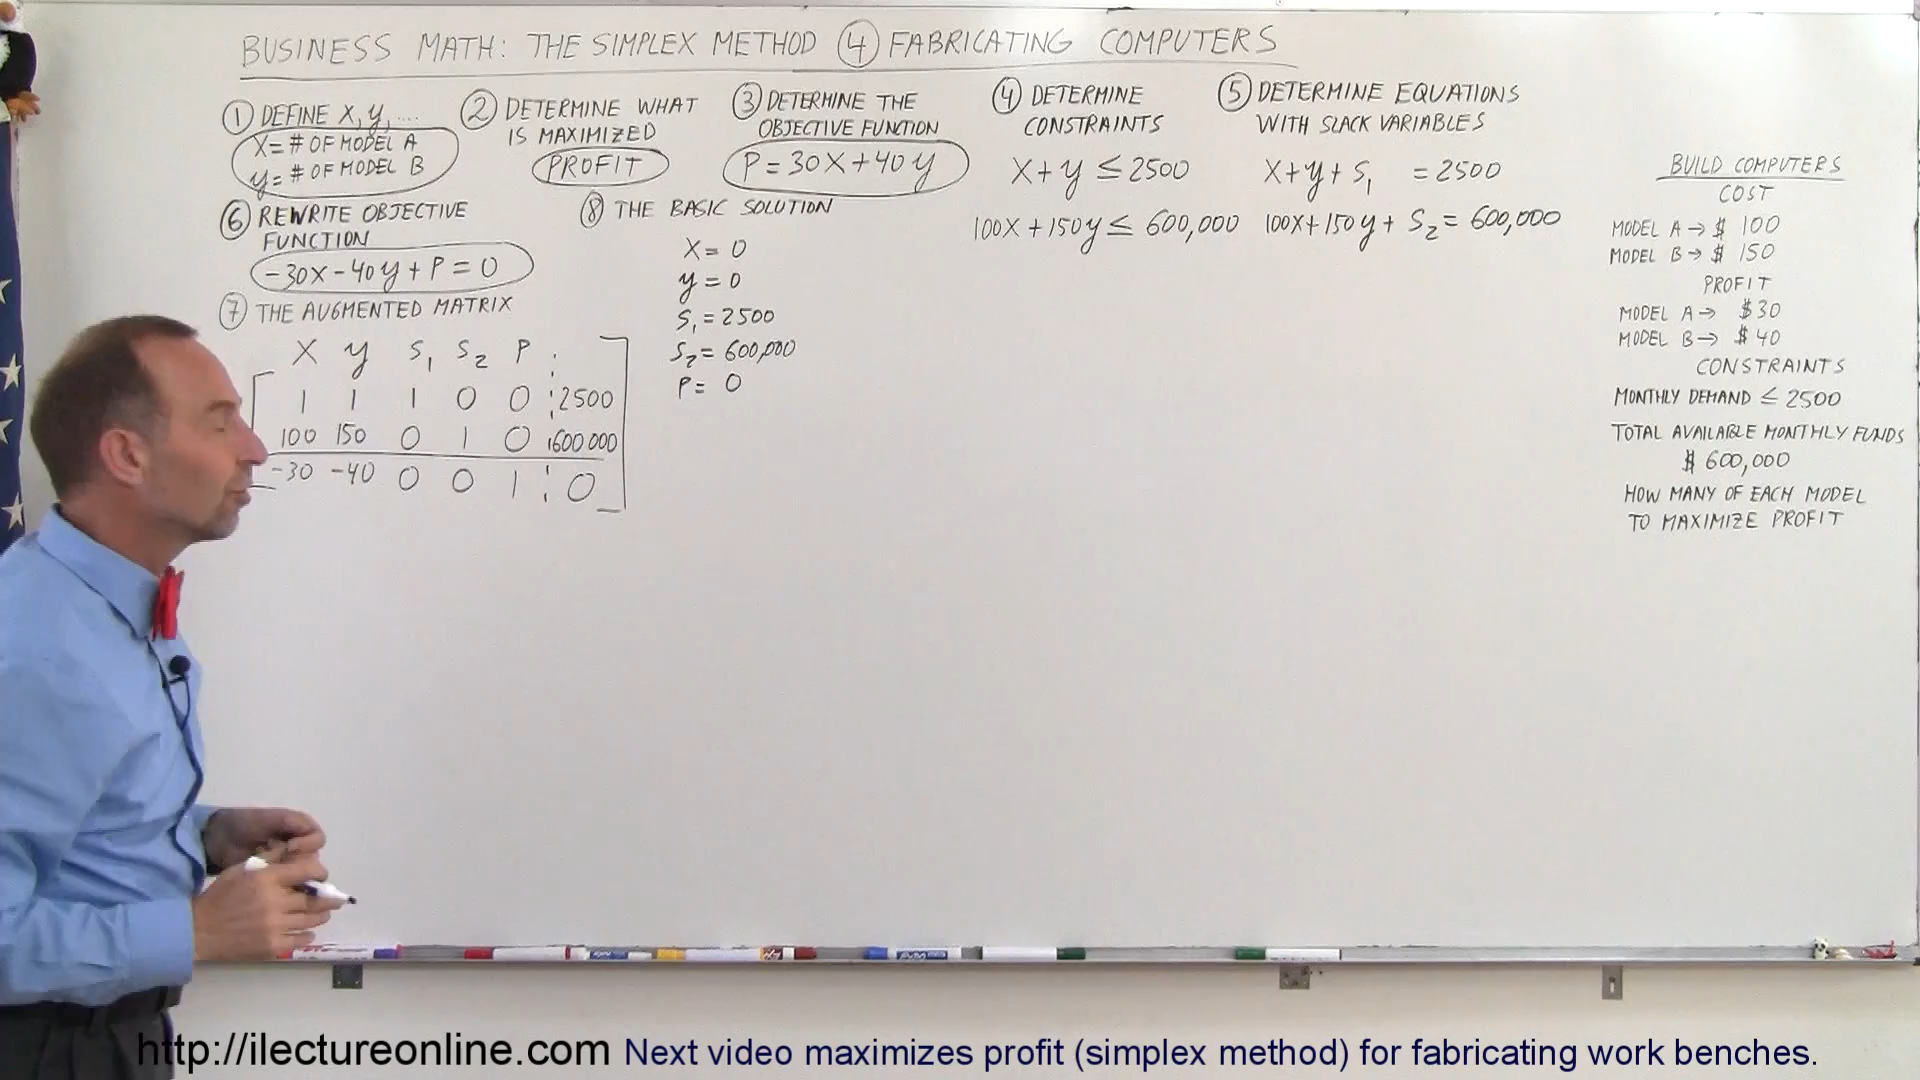 BUSINESS MATH: THE SIMPLEX METHOD ④ FABRICATING COMPUTERS
① DEFINE X, y, ....
X = # OF MODEL A
y = # OF MODEL B
② DETERMINE WHAT
IS MAXIMIZED
PROFIT
③ DETERMINE THE
OBJECTIVE FUNCTION
P = 30X + 40y
④ DETERMINE
CONSTRAINTS
X + y ≤ 2500
100X + 150y ≤ 600,000
⑤ DETERMINE EQUATIONS
WITH SLACK VARIABLES
X + y + S₁ = 2500
100X + 150y + S₂ = 600,000
⑥ REWRITE OBJECTIVE
FUNCTION
-30X - 40y + P = 0
⑦ THE AUGMENTED MATRIX
X y S₁ S₂ P
1 1 1 0 0 2500
100 150 0 1 0 600 000
-30 -40 0 0 1 0
⑧ THE BASIC SOLUTION
X = 0
y = 0
S₁ = 2500
S₂ = 600,000
P = 0
BUILD COMPUTERS
COST
MODEL A → $ 100
MODEL B → $ 150
PROFIT
MODEL A → $30
MODEL B → $40
CONSTRAINTS
MONTHLY DEMAND ≤ 2500
TOTAL AVAILABLE MONTHLY FUNDS
$ 600,000
HOW MANY OF EACH MODEL
TO MAXIMIZE PROFIT
http://ilectureonline.com Next video maximizes profit (simplex method) for fabricating work benches.